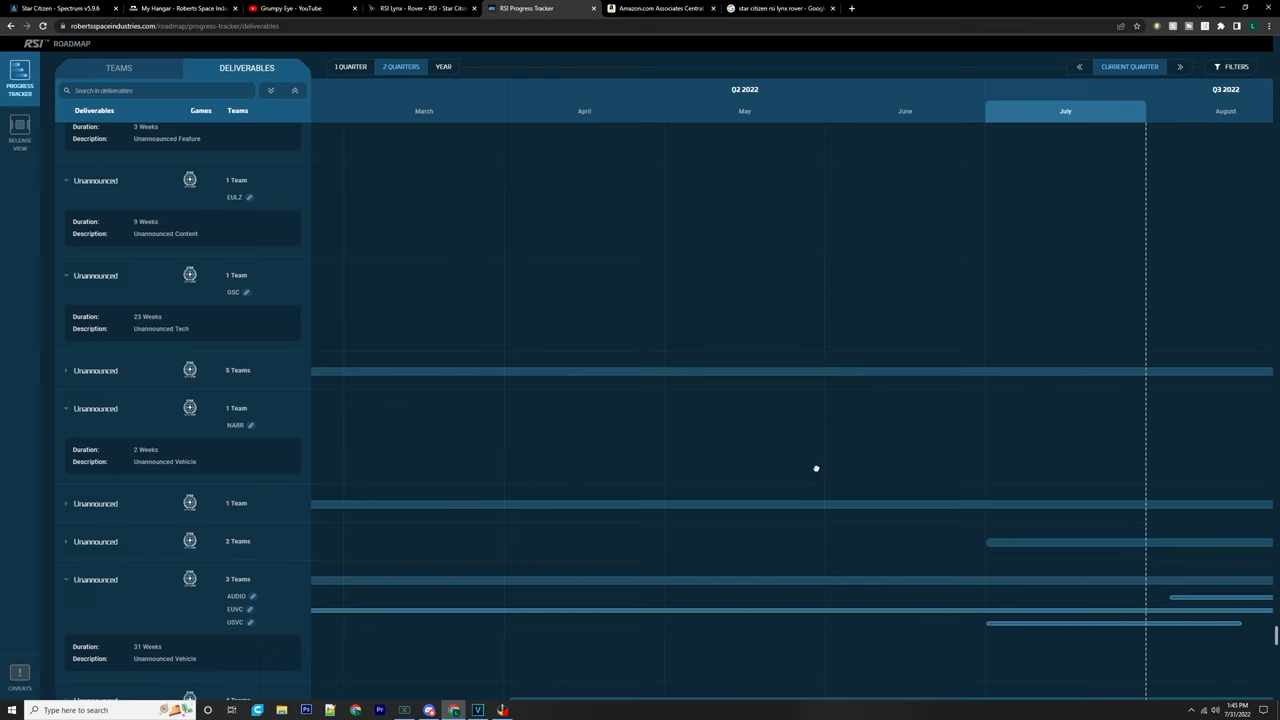 Star Citizen - Spectrum v5.9.6
My Hangar - Roberts Space Indu
Grumpy Eye - YouTube
RSI Lynx - Rover - RSI - Star Citiz
RSI Progress Tracker
Amazon.com Associates Central
star citizen rsi lynx rover - Goog
robertsspaceindustries.com/roadmap/progress-tracker/deliverables
RSI ROADMAP
PROGRESS
TRACKER
RELEASE
VIEW
CAVEATS
TEAMS
DELIVERABLES
1 QUARTER
2 QUARTERS
YEAR
CURRENT QUARTER
FILTERS
Search in deliverables
Q2 2022
Q3 2022
Deliverables Games Teams
March
April
May
June
July
August
Duration: 3 Weeks
Description: Unannoaunced Feature
Unannounced 1 Team
EULZ
Duration: 9 Weeks
Description: Unannounced Content
Unannounced 1 Team
GSC
Duration: 23 Weeks
Description: Unannounced Tech
Unannounced 5 Teams
Unannounced 1 Team
NARR
Duration: 2 Weeks
Description: Unannounced Vehicle
Unannounced 1 Team
Unannounced 2 Teams
Unannounced 3 Teams
AUDIO
EUVC
USVC
Duration: 31 Weeks
Description: Unannounced Vehicle
Type here to search
1:45 PM
7/31/2022